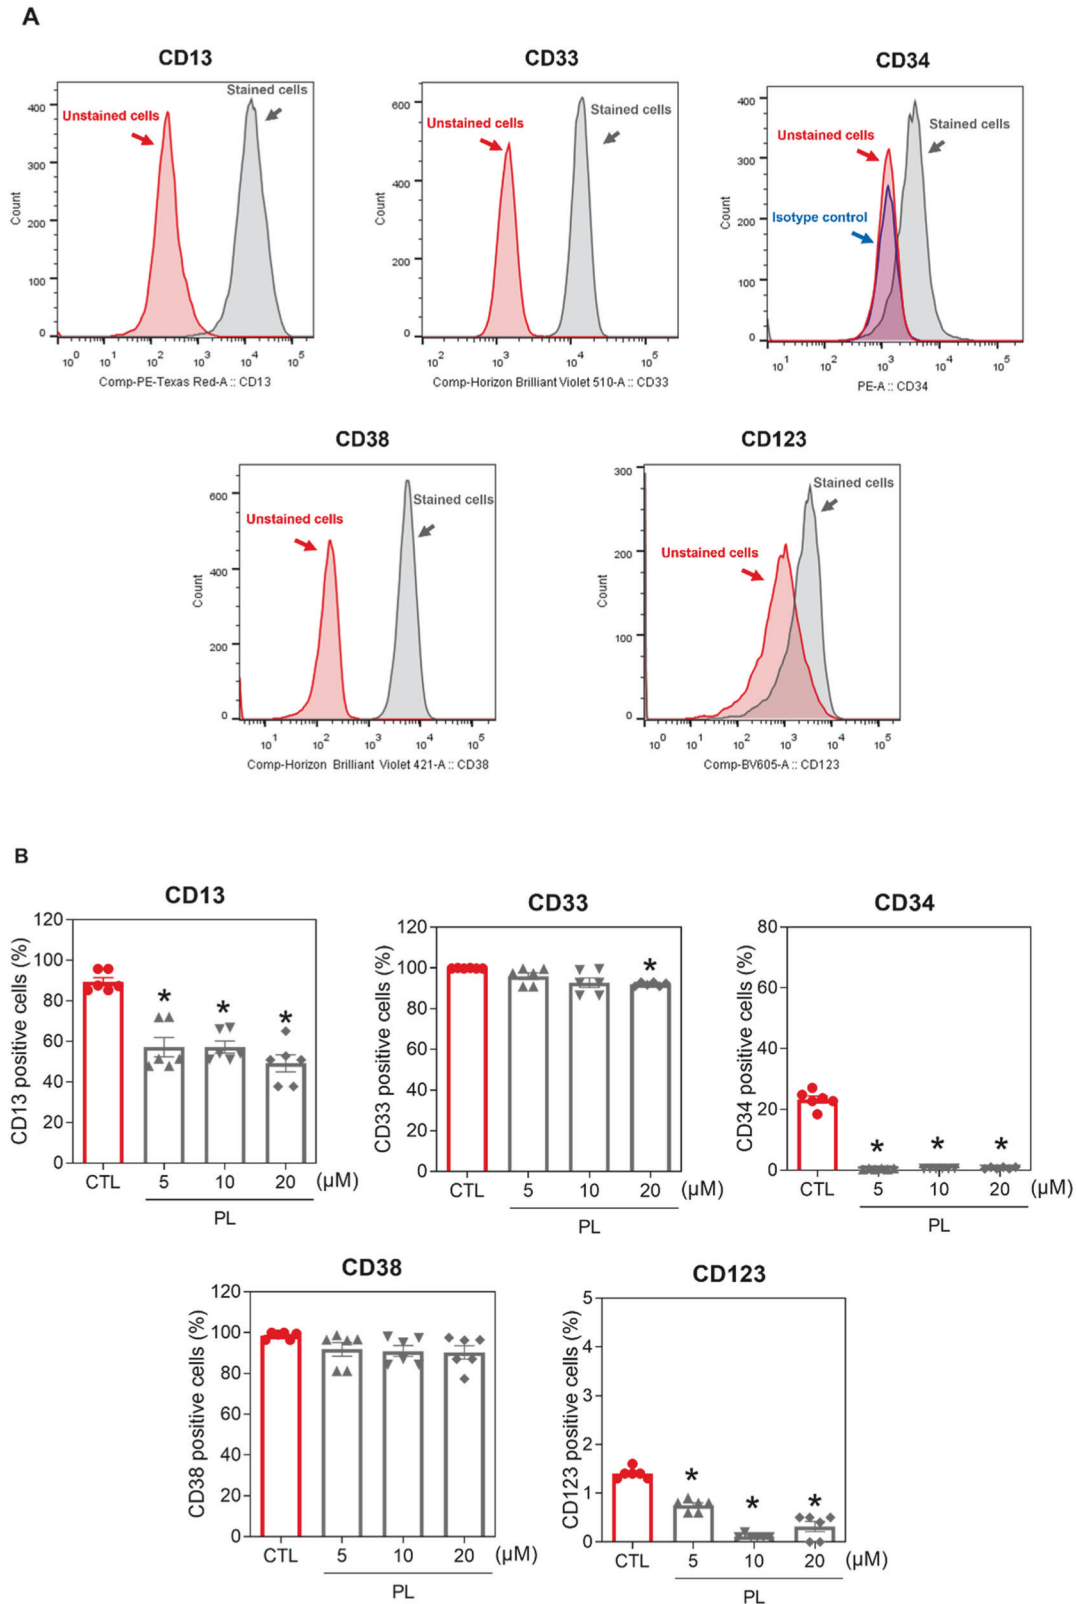 A
CD13
Stained cells
Unstained cells
400
300
200
100
0
Count
10^0 10^1 10^2 10^3 10^4 10^5
Comp-PE-Texas Red-A :: CD13
CD33
Stained cells
Unstained cells
600
400
200
0
Count
10^2 10^3 10^4 10^5
Comp-Horizon Brilliant Violet 510-A :: CD33
CD34
Stained cells
Unstained cells
Isotype control
400
300
200
100
0
Count
10^1 10^2 10^3 10^4 10^5
PE-A :: CD34
CD38
Stained cells
Unstained cells
600
400
200
0
Count
10^1 10^2 10^3 10^4 10^5
Comp-Horizon Brilliant Violet 421-A :: CD38
CD123
Stained cells
Unstained cells
300
200
100
0
Count
10^0 10^1 10^2 10^3 10^4 10^5
Comp-BV605-A :: CD123
B
CD13
CD13 positive cells (%)
120
100
80
60
40
20
0
* * *
CTL 5 10 20 (μM)
PL
CD33
CD33 positive cells (%)
120
100
80
60
40
20
0
*
CTL 5 10 20 (μM)
PL
CD34
CD34 positive cells (%)
80
60
40
20
0
* * *
CTL 5 10 20 (μM)
PL
CD38
CD38 positive cells (%)
120
100
80
60
40
20
0
CTL 5 10 20 (μM)
PL
CD123
CD123 positive cells (%)
5
4
3
2
1
0
* * *
CTL 5 10 20 (μM)
PL